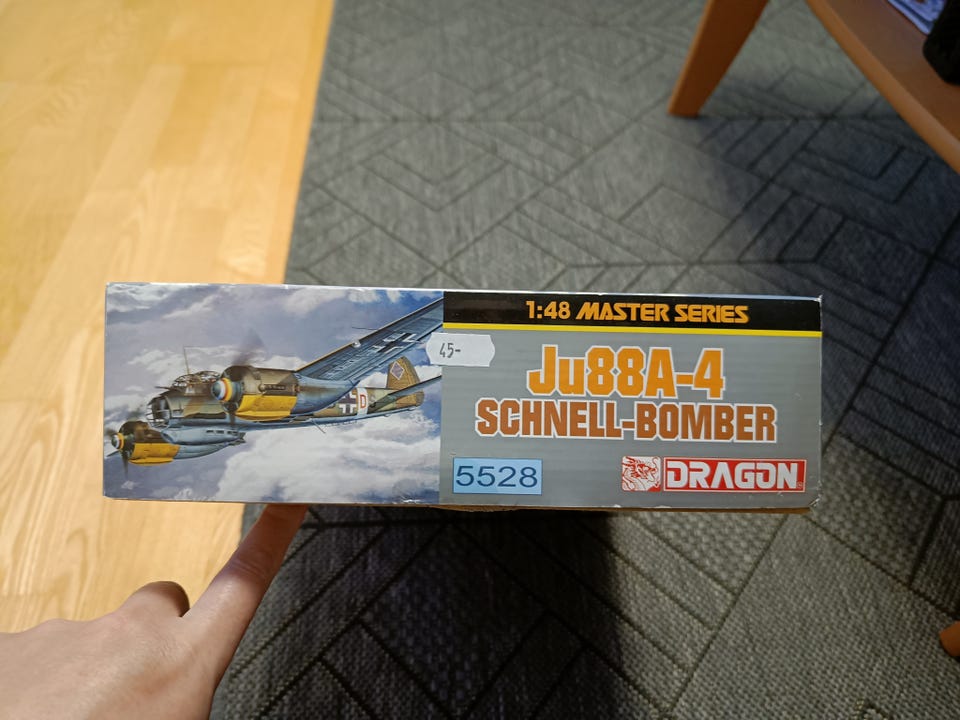 1:48 MASTER SERIES
45-
Ju88A-4
SCHNELL-BOMBER
5528
DRAGON
D